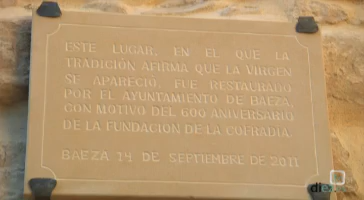 ESTE LUGAR, EN EL QUE LA
TRADICIÓN AFIRMA QUE LA VIRGEN
SE APARECIÓ, FUE RESTAURADO
POR EL AYUNTAMIENTO DE BAEZA,
CON MOTIVO DEL 600 ANIVERSARIO
DE LA FUNDACIÓN DE LA COFRADÍA.
BAEZA 14 DE SEPTIEMBRE DE 2011